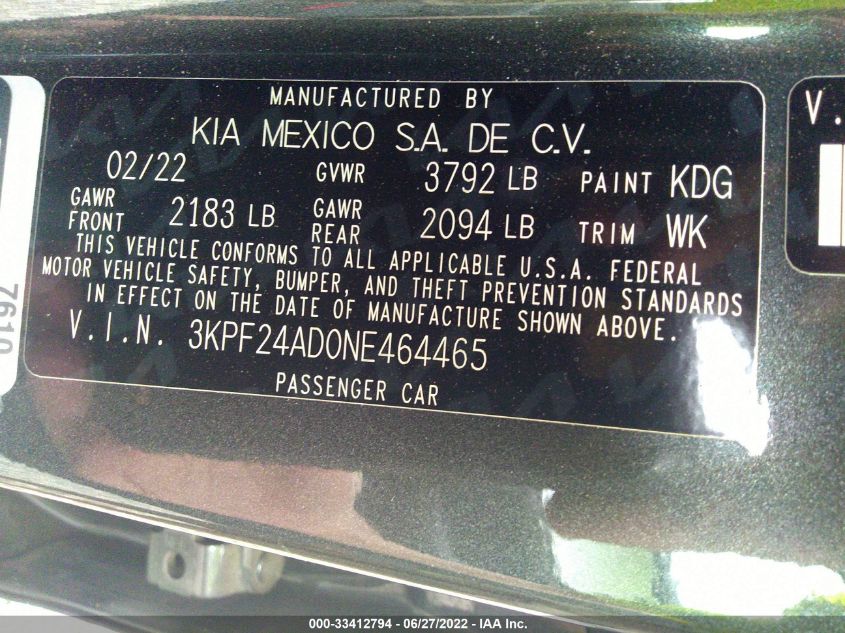 MANUFACTURED BY
KIA MEXICO S.A. DE C.V.
02/22 GVWR 3792 LB PAINT KDG
GAWR FRONT 2183 LB GAWR REAR 2094 LB TRIM WK
THIS VEHICLE CONFORMS TO ALL APPLICABLE U.S.A. FEDERAL
MOTOR VEHICLE SAFETY, BUMPER, AND THEFT PREVENTION STANDARDS
IN EFFECT ON THE DATE OF MANUFACTURE SHOWN ABOVE.
V.I.N. 3KPF24AD0NE464465
PASSENGER CAR
V.
7610
000-33412794 - 06/27/2022 - IAA Inc.